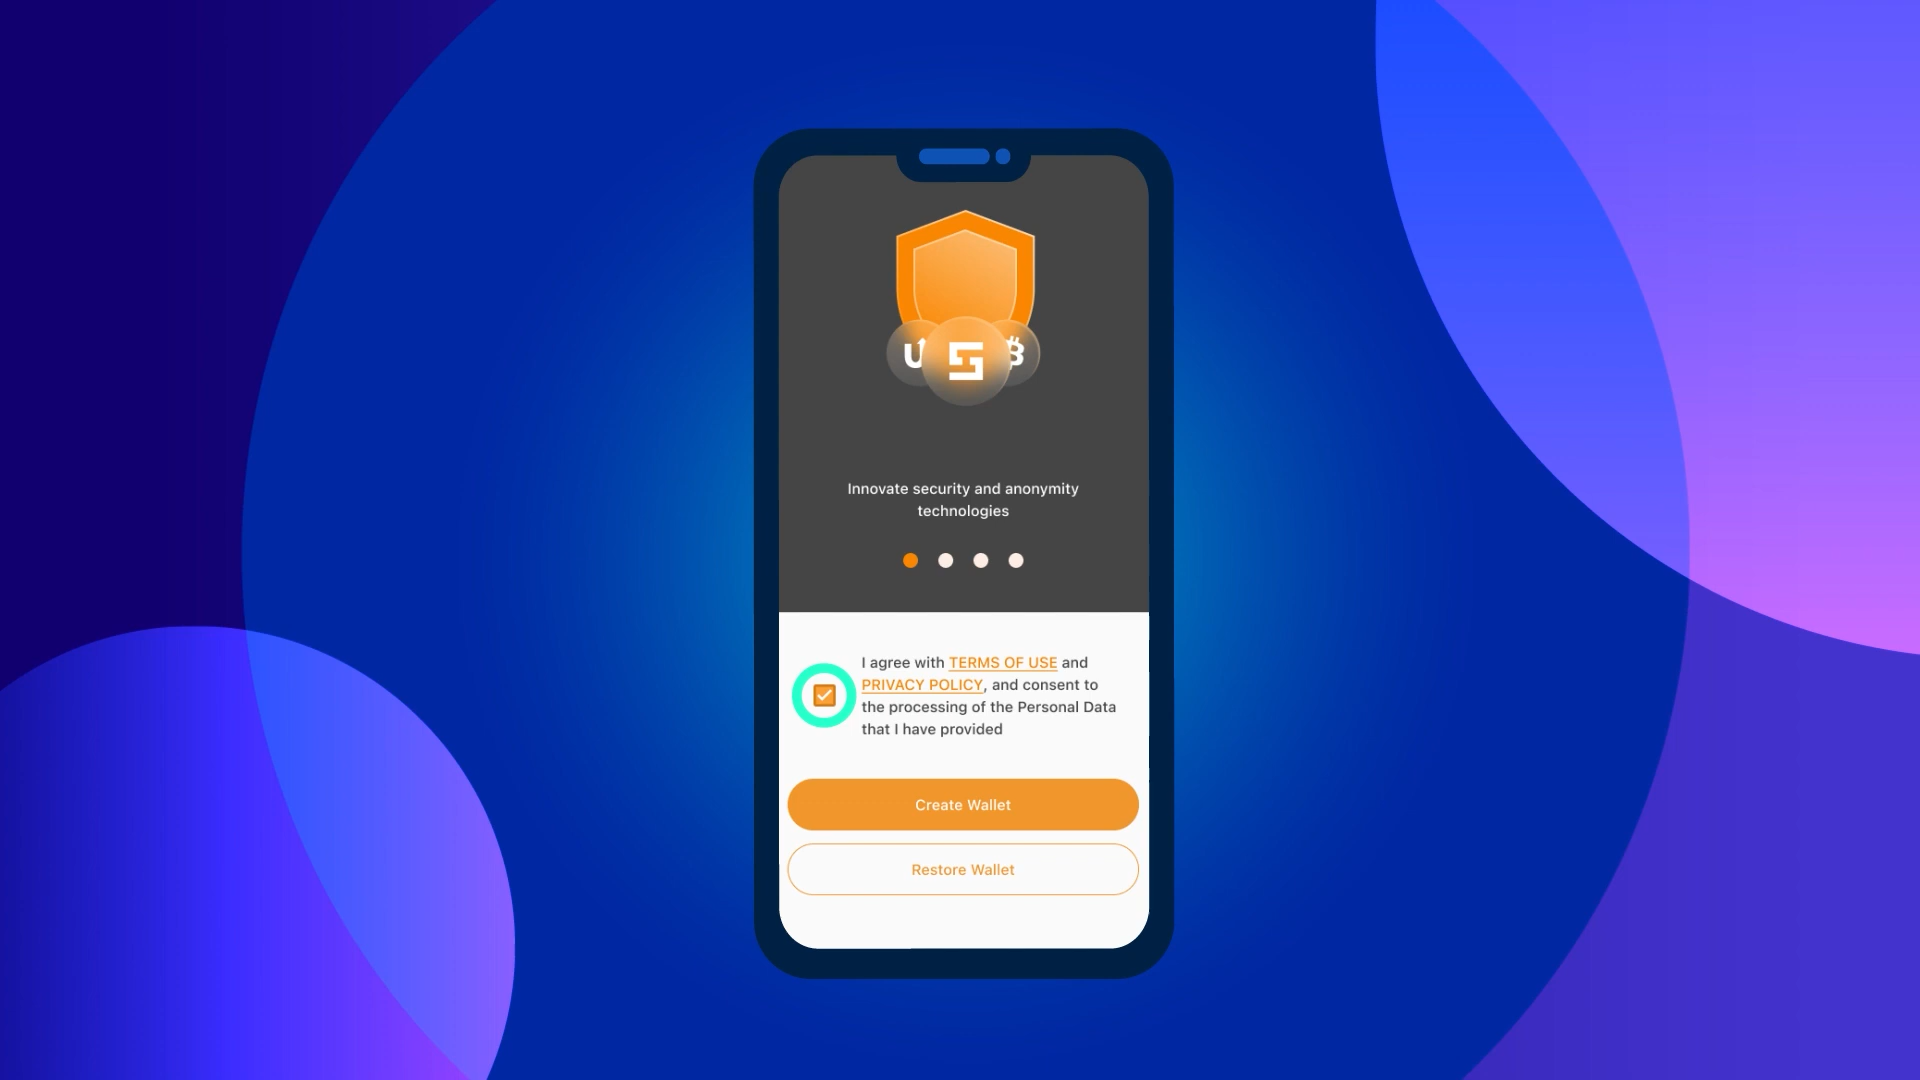 Innovate security and anonymity
technologies
I agree with TERMS OF USE and
PRIVACY POLICY, and consent to
the processing of the Personal Data
that I have provided
Create Wallet
Restore Wallet